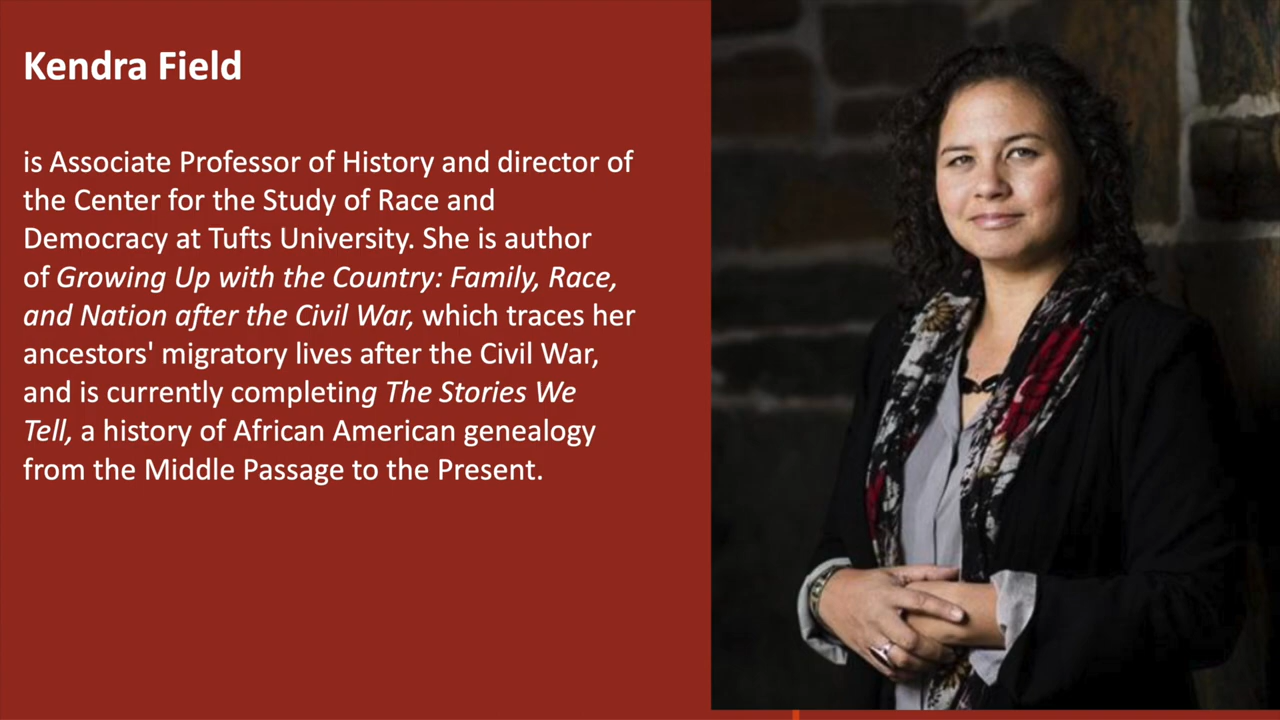 Kendra Field
is Associate Professor of History and director of
the Center for the Study of Race and
Democracy at Tufts University. She is author
of Growing Up with the Country: Family, Race,
and Nation after the Civil War, which traces her
ancestors' migratory lives after the Civil War,
and is currently completing The Stories We
Tell, a history of African American genealogy
from the Middle Passage to the Present.